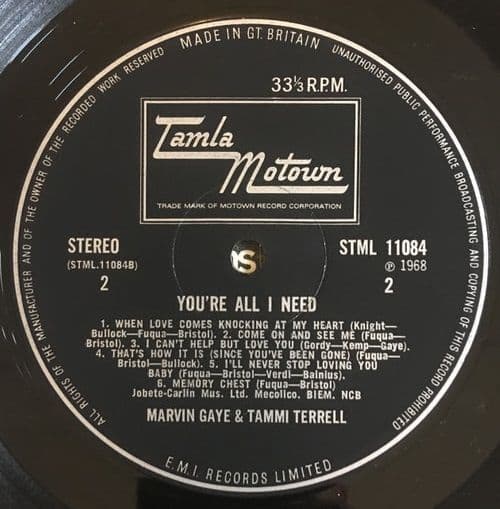 MADE IN GT. BRITAIN
UNAUTHORISED PUBLIC PERFORMANCE BROADCASTING AND COPYING OF THIS RECORD PROHIBITED
ALL RIGHTS OF THE MANUFACTURER AND OF THE OWNER OF THE RECORDED WORK RESERVED
33⅓ R.P.M.
Tamla
Motown
TRADE MARK OF MOTOWN RECORD CORPORATION
STEREO
(STML.11084B)
2
STML 11084
℗ 1968
2
YOU'RE ALL I NEED
1. WHEN LOVE COMES KNOCKING AT MY HEART (Knight—
Bullock—Fuqua—Bristol). 2. COME ON AND SEE ME (Fuqua—
Bristol). 3. I CAN'T HELP BUT LOVE YOU (Gordy—Kemp—Gaye).
4. THAT'S HOW IT IS (SINCE YOU'VE BEEN GONE) (Fuqua—
Bristol—Bullock). 5. I'LL NEVER STOP LOVING YOU
BABY (Fuqua—Bristol—Verdi—Bainius).
6. MEMORY CHEST (Fuqua—Bristol)
Jobete-Carlin Mus. Ltd. Mecolico. BIEM. NCB
MARVIN GAYE & TAMMI TERRELL
E.M.I. RECORDS LIMITED